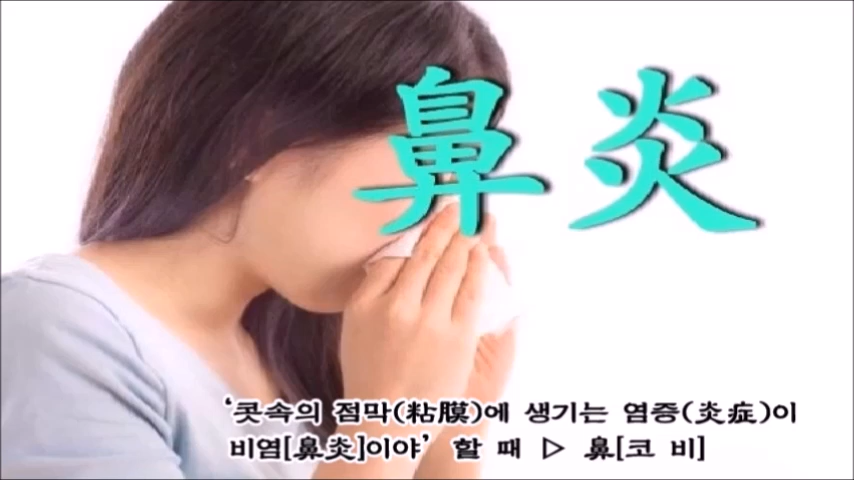 鼻炎
‘콧속의 점막(粘膜)에 생기는 염증(炎症)이
비염[鼻炎]이야’ 할 때 ▷ 鼻[코 비]